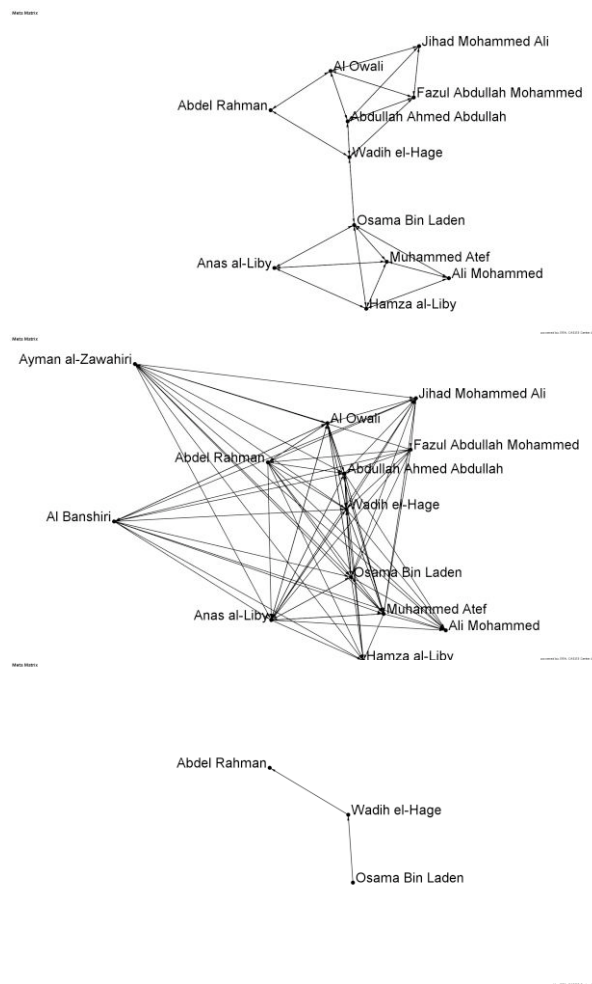 Meta Matrix
Jihad Mohammed Ali
Al Owali
Fazul Abdullah Mohammed
Abdel Rahman
Abdullah Ahmed Abdullah
Wadih el-Hage
Osama Bin Laden
Muhammed Atef
Anas al-Liby
Ali Mohammed
Hamza al-Liby
Meta Matrix
Ayman al-Zawahiri
Jihad Mohammed Ali
Al Owali
Fazul Abdullah Mohammed
Abdel Rahman
Abdullah Ahmed Abdullah
Wadih el-Hage
Al Banshiri
Osama Bin Laden
Muhammed Atef
Anas al-Liby
Ali Mohammed
Hamza al-Liby
Meta Matrix
Abdel Rahman
Wadih el-Hage
Osama Bin Laden